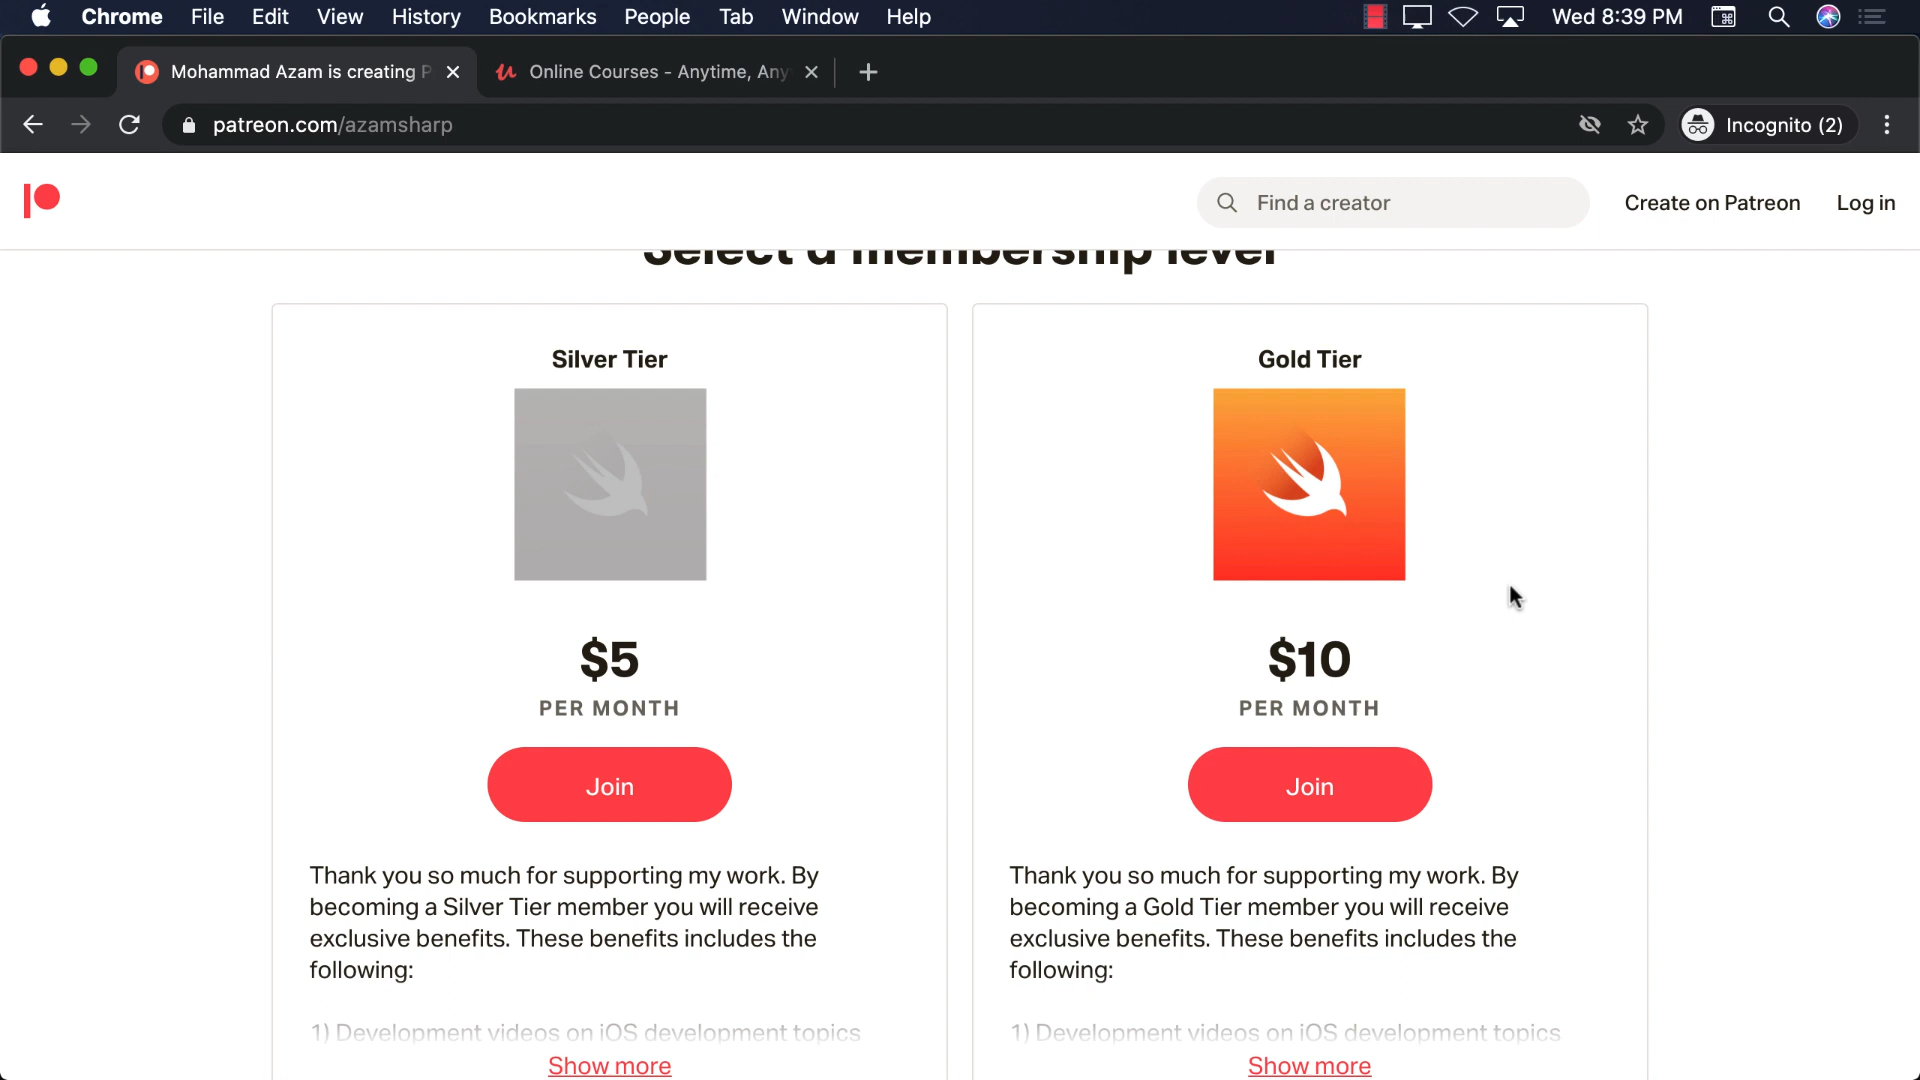 Chrome File Edit View History Bookmarks People Tab Window Help Wed 8:39 PM
Mohammad Azam is creating P Online Courses - Anytime, Any
patreon.com/azamsharp Incognito (2)
Find a creator Create on Patreon Log in
Select a membership level
Silver Tier
$5
PER MONTH
Join
Thank you so much for supporting my work. By
becoming a Silver Tier member you will receive
exclusive benefits. These benefits includes the
following:
1) Development videos on iOS development topics
Show more
Gold Tier
$10
PER MONTH
Join
Thank you so much for supporting my work. By
becoming a Gold Tier member you will receive
exclusive benefits. These benefits includes the
following:
1) Development videos on iOS development topics
Show more